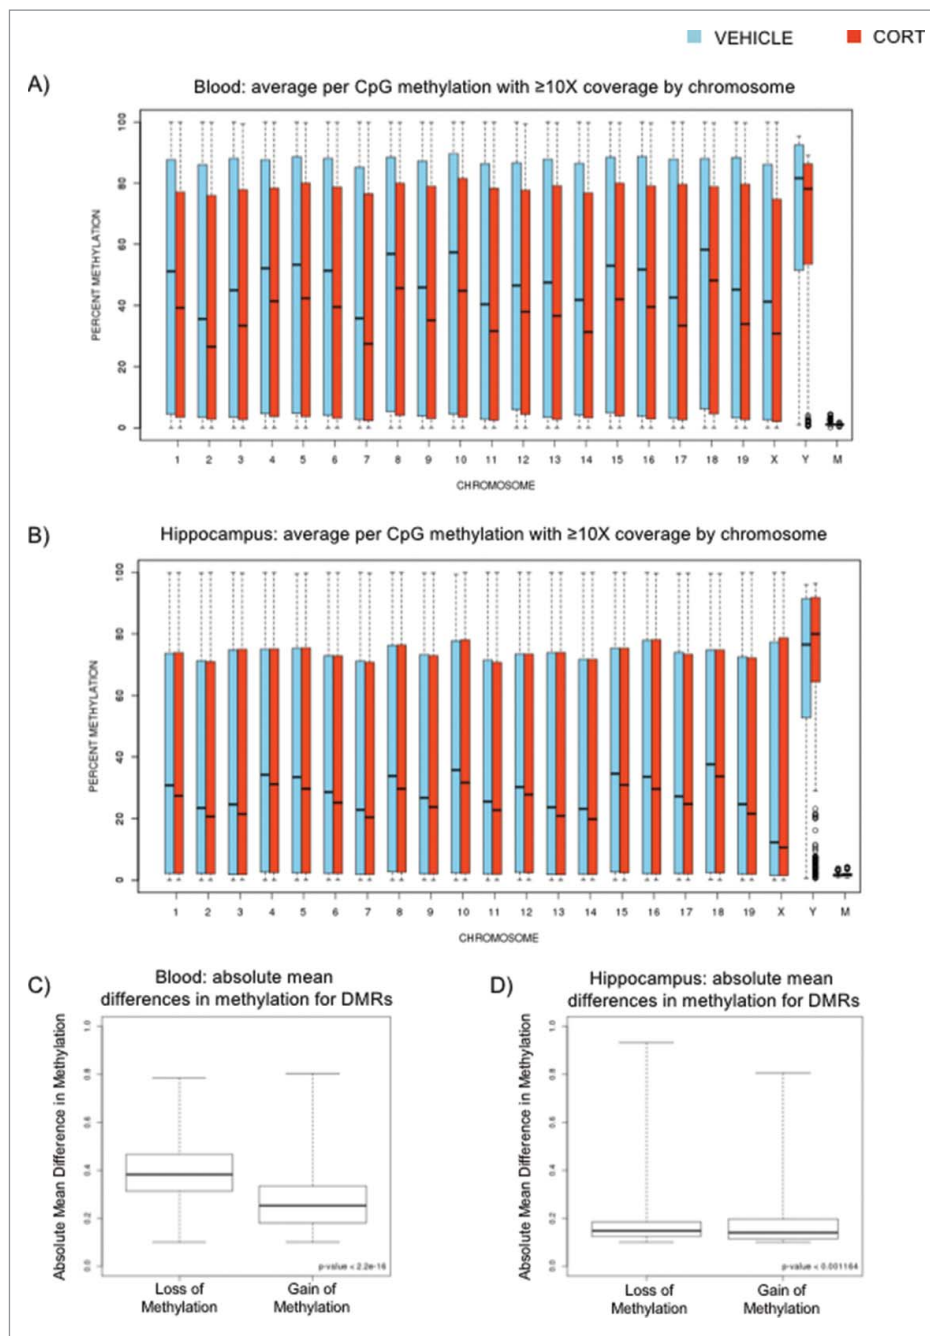 VEHICLE CORT
A) Blood: average per CpG methylation with ≥10X coverage by chromosome
PERCENT METHYLATION
100
80
60
40
20
0
1 2 3 4 5 6 7 8 9 10 11 12 13 14 15 16 17 18 19 X Y M
CHROMOSOME
B) Hippocampus: average per CpG methylation with ≥10X coverage by chromosome
PERCENT METHYLATION
100
80
60
40
20
0
1 2 3 4 5 6 7 8 9 10 11 12 13 14 15 16 17 18 19 X Y M
CHROMOSOME
C) Blood: absolute mean
differences in methylation for DMRs
Absolute Mean Difference in Methylation
1.0
0.8
0.6
0.4
0.2
0.0
p-value < 2.2e-16
Loss of
Methylation
Gain of
Methylation
D) Hippocampus: absolute mean
differences in methylation for DMRs
Absolute Mean Difference in Methylation
1.0
0.8
0.6
0.4
0.2
0.0
p-value < 0.001164
Loss of
Methylation
Gain of
Methylation